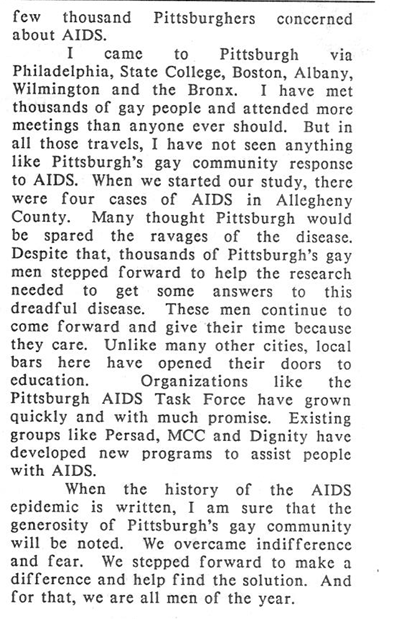 few thousand Pittsburghers concerned
about AIDS.
I came to Pittsburgh via
Philadelphia, State College, Boston, Albany,
Wilmington and the Bronx. I have met
thousands of gay people and attended more
meetings than anyone ever should. But in
all those travels, I have not seen anything
like Pittsburgh's gay community response
to AIDS. When we started our study, there
were four cases of AIDS in Allegheny
County. Many thought Pittsburgh would
be spared the ravages of the disease.
Despite that, thousands of Pittsburgh's gay
men stepped forward to help the research
needed to get some answers to this
dreadful disease. These men continue to
come forward and give their time because
they care. Unlike many other cities, local
bars here have opened their doors to
education. Organizations like the
Pittsburgh AIDS Task Force have grown
quickly and with much promise. Existing
groups like Persad, MCC and Dignity have
developed new programs to assist people
with AIDS.
When the history of the AIDS
epidemic is written, I am sure that the
generosity of Pittsburgh's gay community
will be noted. We overcame indifference
and fear. We stepped forward to make a
difference and help find the solution. And
for that, we are all men of the year.